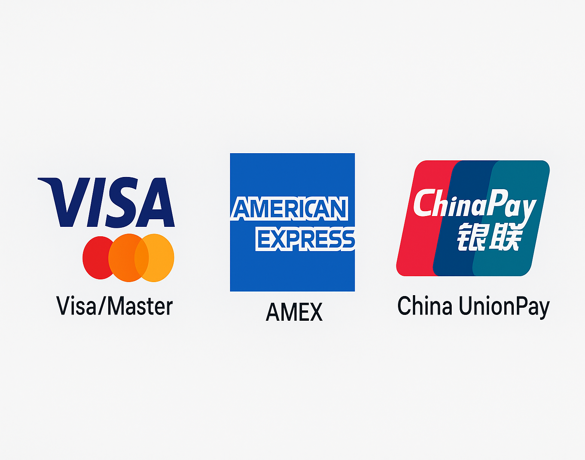 VISA
Visa/Master
AMERICAN
EXPRESS
AMEX
ChinaPay
银联
China UnionPay